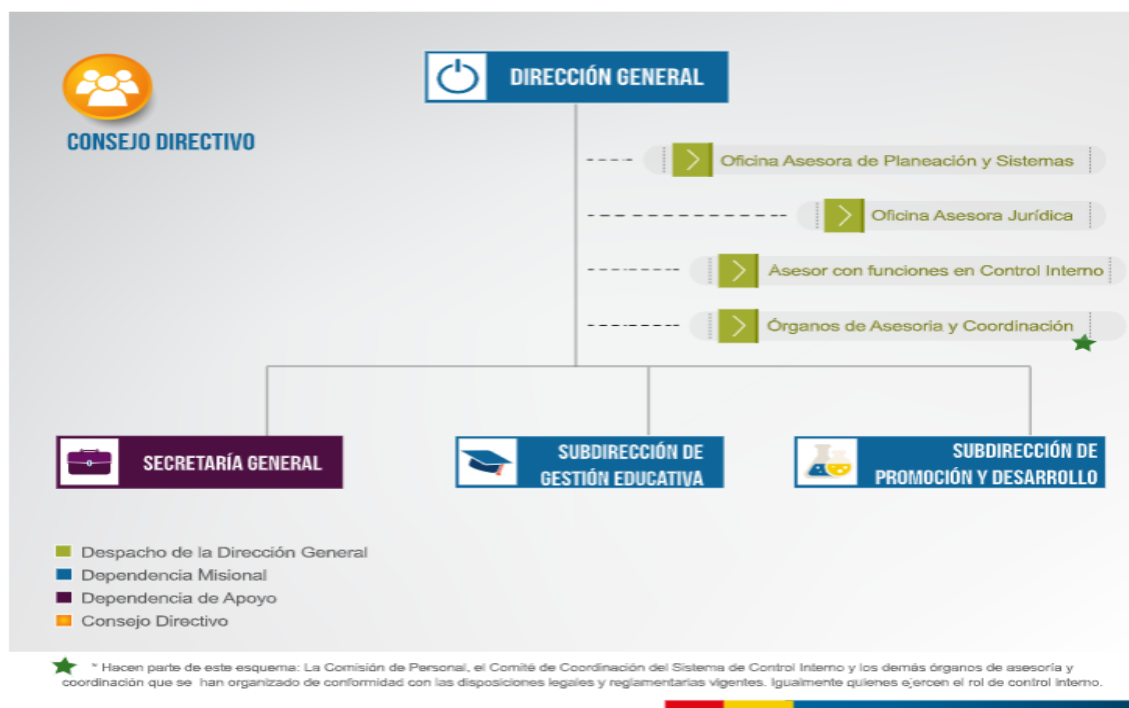 DIRECCIÓN GENERAL
CONSEJO DIRECTIVO
Oficina Asesora de Planeación y Sistemas
Oficina Asesora Jurídica
Asesor con funciones en Control Interno
Órganos de Asesoria y Coordinación
SECRETARÍA GENERAL
SUBDIRECCIÓN DE
GESTIÓN EDUCATIVA
SUBDIRECCIÓN DE
PROMOCIÓN Y DESARROLLO
Despacho de la Dirección General
Dependencia Misional
Dependencia de Apoyo
Consejo Directivo
* Hacen parte de este esquema: La Comisión de Personal, el Comité de Coordinación del Sistema de Control Interno y los demás órganos de asesoría y
coordinación que se han organizado de conformidad con las disposiciones legales y reglamentarias vigentes. Igualmente quienes ejercen el rol de control interno.